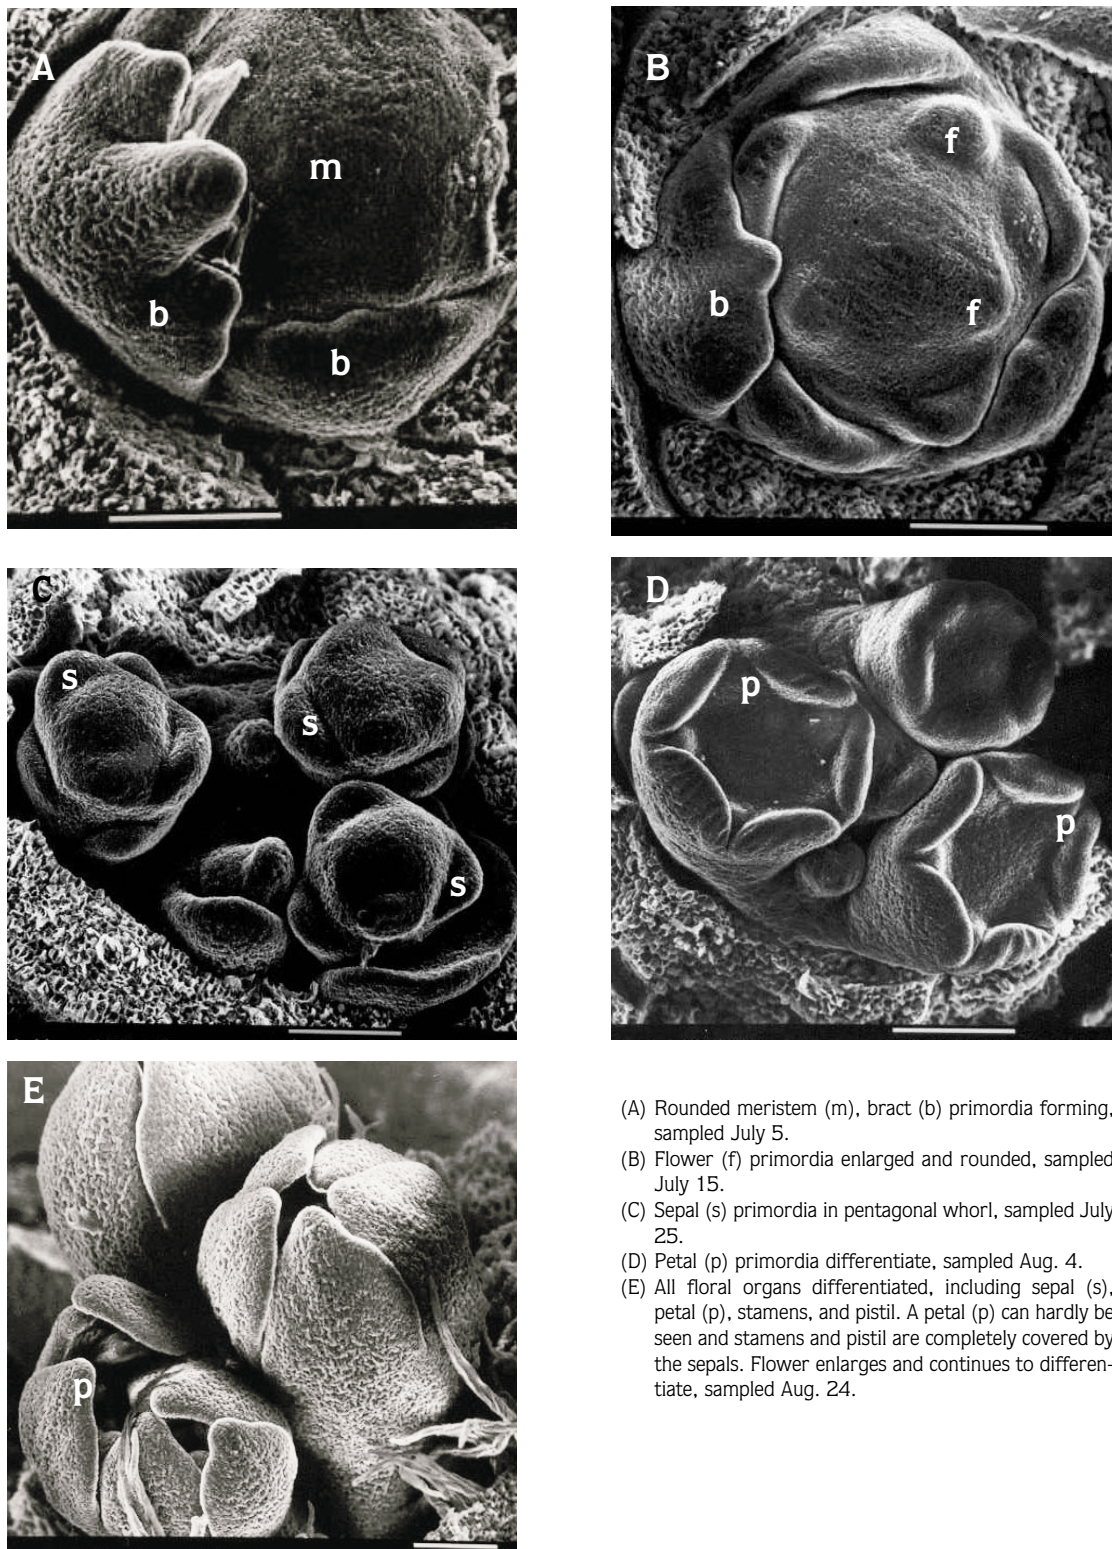 A
m
b
b
B
f
f
b
C
s
s
s
D
p
p
E
p
(A) Rounded meristem (m), bract (b) primordia forming,
sampled July 5.
(B) Flower (f) primordia enlarged and rounded, sampled
July 15.
(C) Sepal (s) primordia in pentagonal whorl, sampled July
25.
(D) Petal (p) primordia differentiate, sampled Aug. 4.
(E) All floral organs differentiated, including sepal (s),
petal (p), stamens, and pistil. A petal (p) can hardly be
seen and stamens and pistil are completely covered by
the sepals. Flower enlarges and continues to differen-
tiate, sampled Aug. 24.